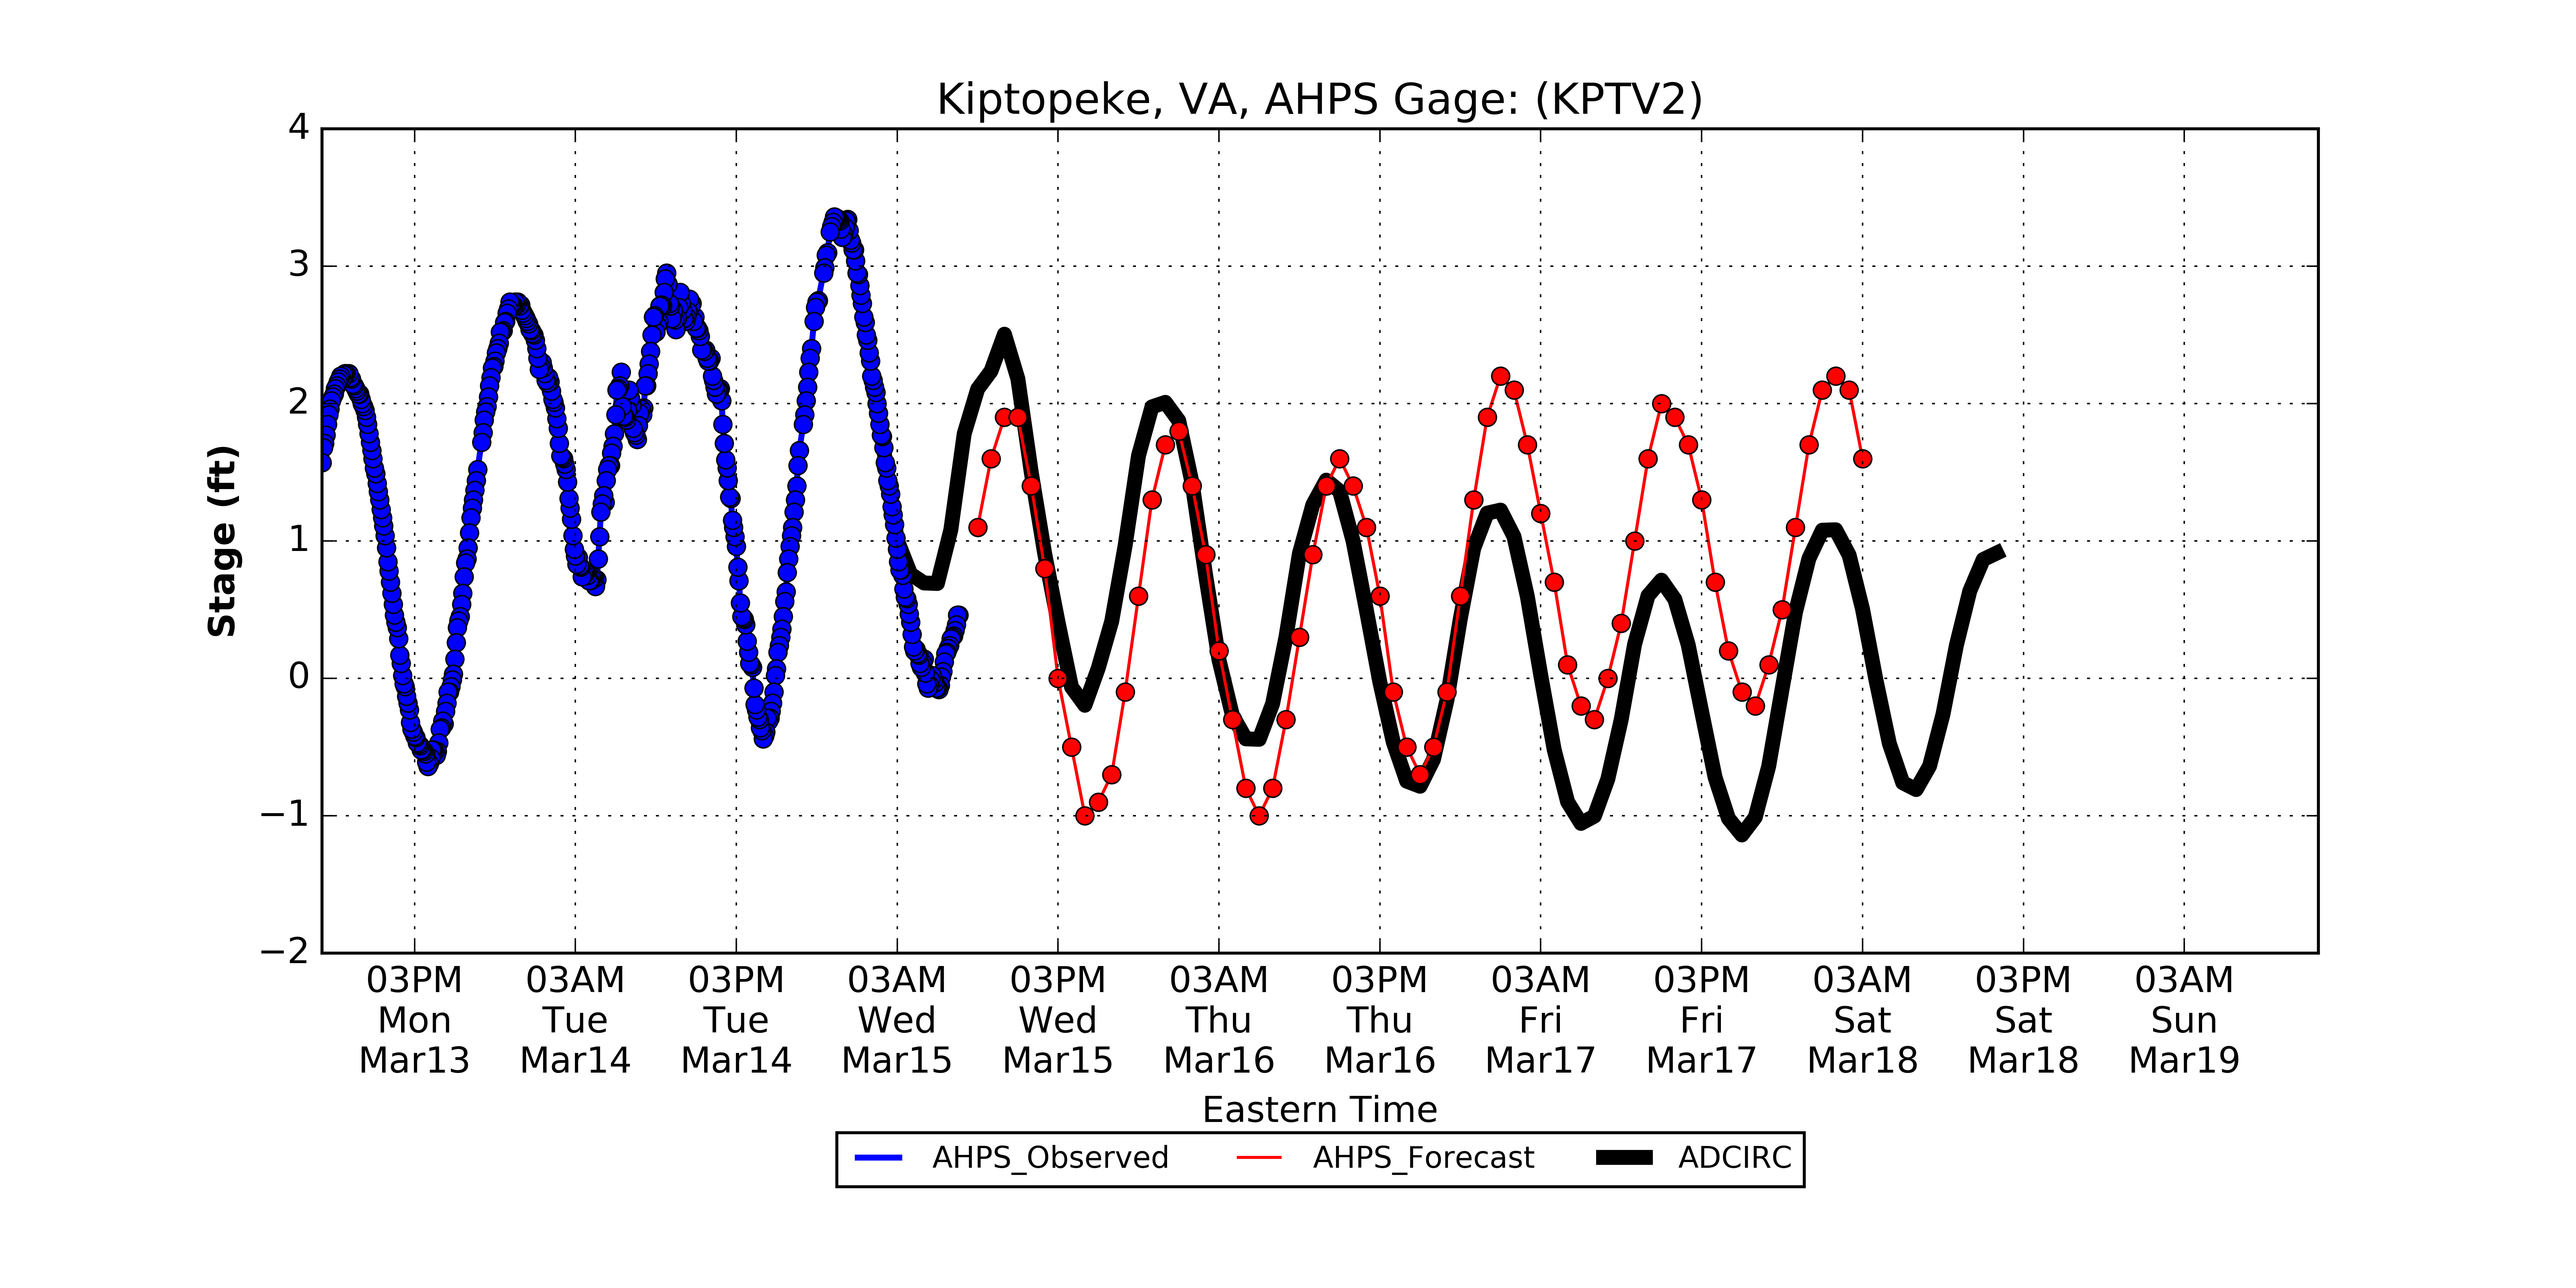 Kiptopeke, VA, AHPS Gage: (KPTV2)
4
3
2
1
0
−1
−2
Stage (ft)
03PM 03AM 03PM 03AM 03PM 03AM 03PM 03AM 03PM 03AM 03PM 03AM
Mon Tue Tue Wed Wed Thu Thu Fri Fri Sat Sat Sun
Mar13 Mar14 Mar14 Mar15 Mar15 Mar16 Mar16 Mar17 Mar17 Mar18 Mar18 Mar19
Eastern Time
AHPS_Observed AHPS_Forecast ADCIRC